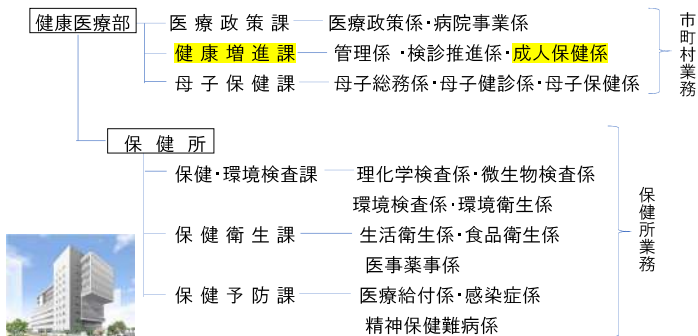 健康医療部
医療政策課 医療政策係・病院事業係
健康増進課 管理係・検診推進係・成人保健係
母子保健課 母子総務係・母子健診係・母子保健係
市町村業務
保健所
保健・環境検査課 理化学検査係・微生物検査係
環境検査係・環境衛生係
保健衛生課 生活衛生係・食品衛生係
医事薬事係
保健予防課 医療給付係・感染症係
精神保健難病係
保健所業務